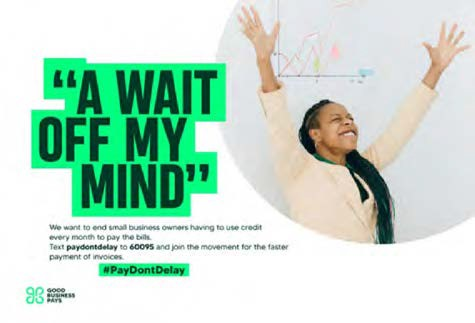 “A WAIT
OFF MY
MIND”
We want to end small business owners having to use credit
every month to pay the bills.
Text paydontdelay to 60095 and join the movement for the faster
payment of invoices.
#PayDontDelay
GOOD
BUSINESS
PAYS